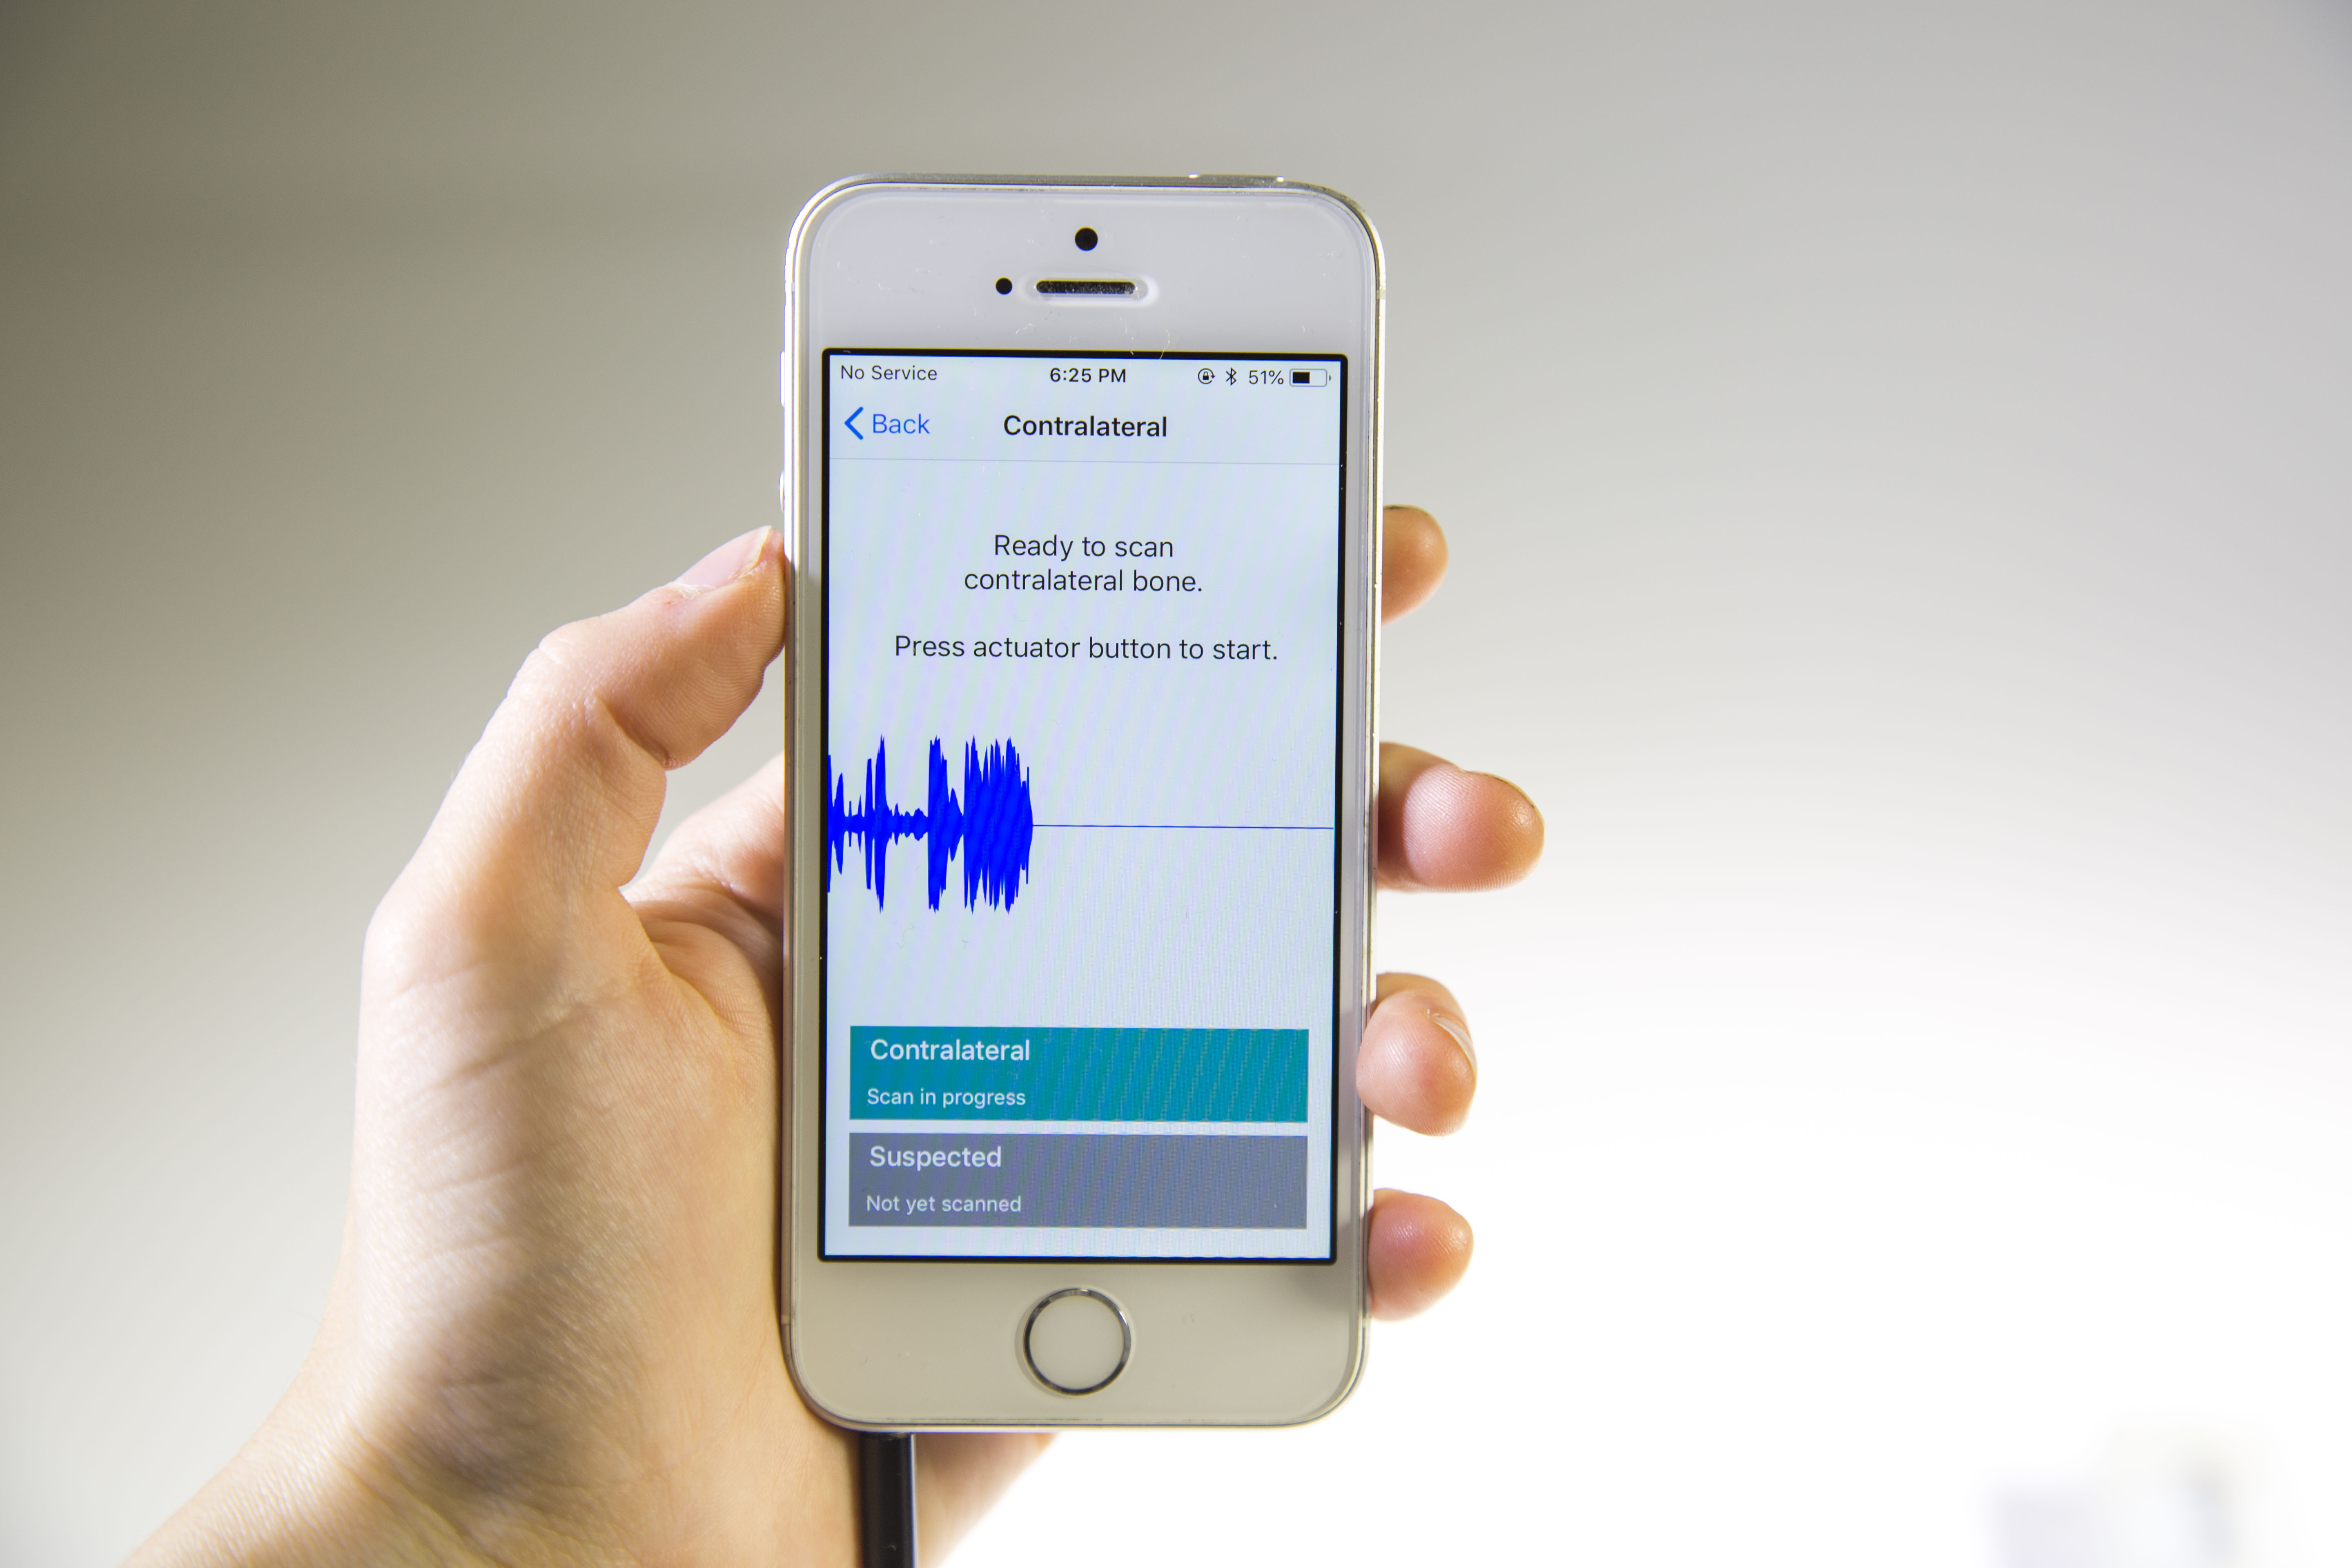 No Service 6:25 PM 51%
Back Contralateral
Ready to scan
contralateral bone.
Press actuator button to start.
Contralateral
Scan in progress
Suspected
Not yet scanned